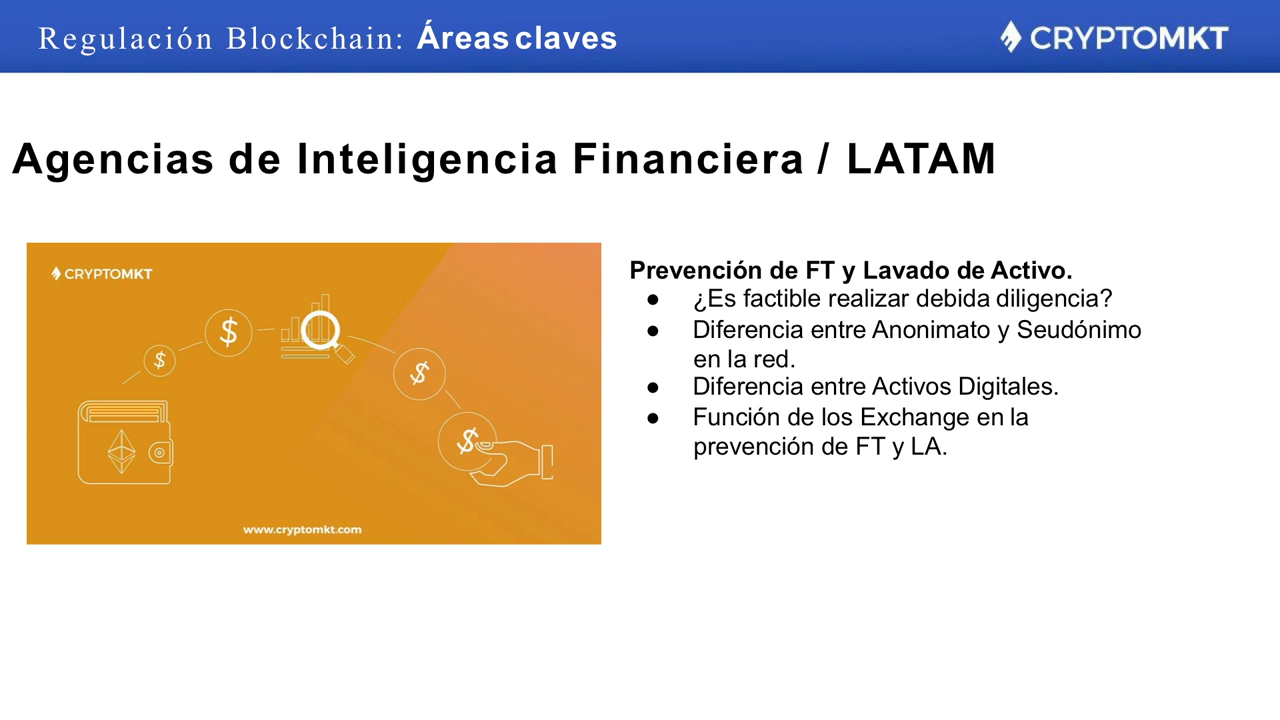 Regulación Blockchain: Áreas claves
CRYPTOMKT
Agencias de Inteligencia Financiera / LATAM
CRYPTOMKT
$
$
$
$
www.cryptomkt.com
Prevención de FT y Lavado de Activo.
● ¿Es factible realizar debida diligencia?
● Diferencia entre Anonimato y Seudónimo
en la red.
● Diferencia entre Activos Digitales.
● Función de los Exchange en la
prevención de FT y LA.